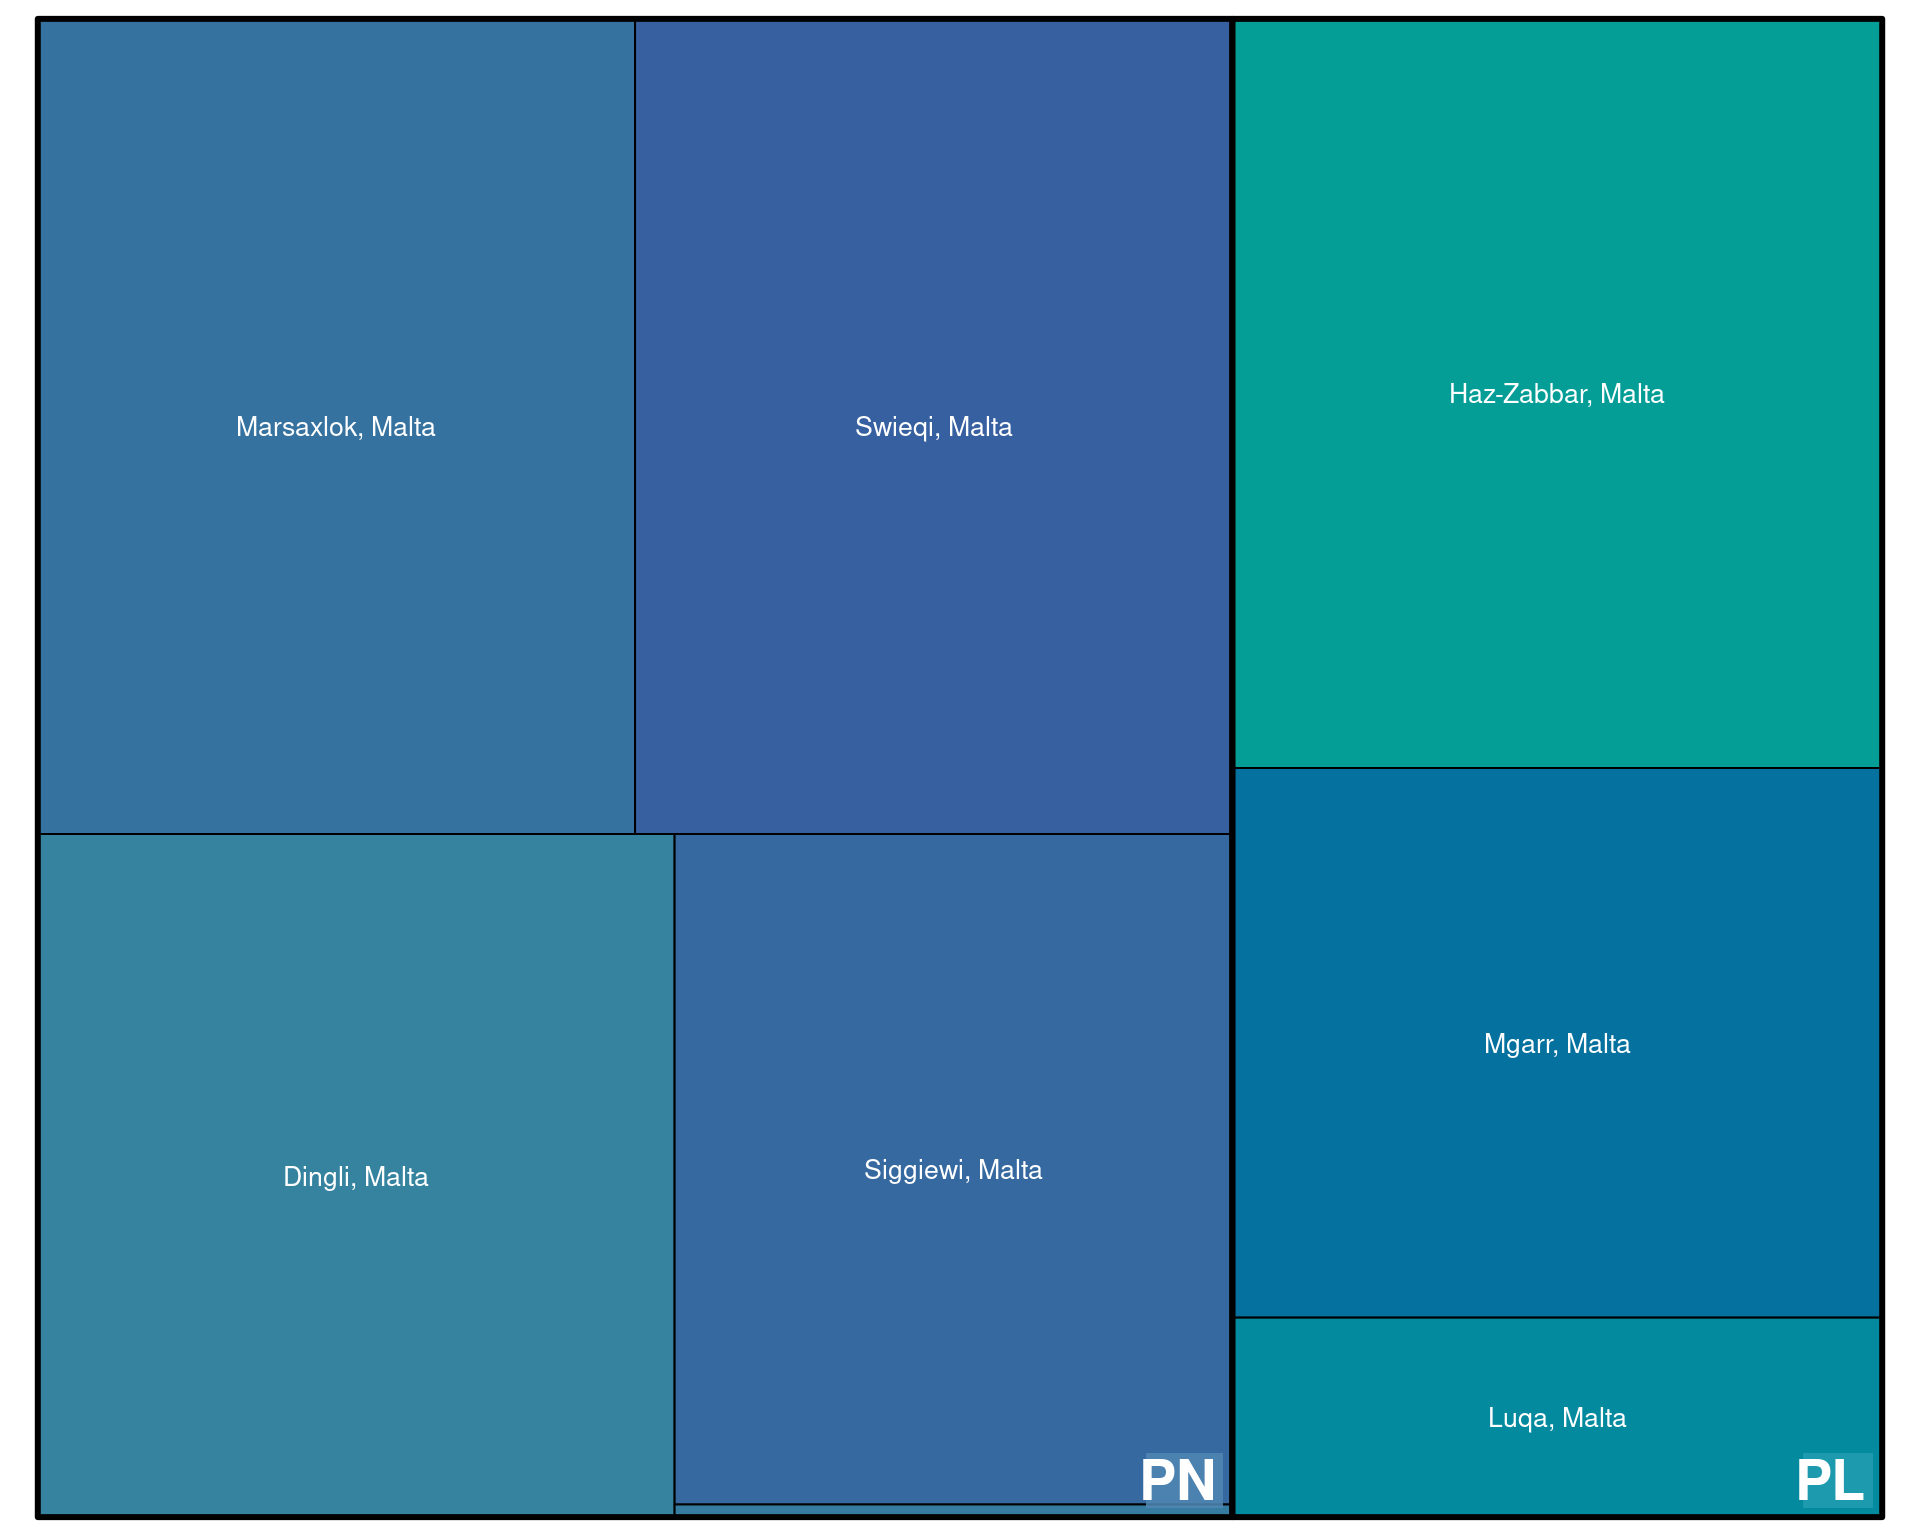 Marsaxlok, Malta
Swieqi, Malta
Haz-Zabbar, Malta
Dingli, Malta
Siggiewi, Malta
Mgarr, Malta
Luqa, Malta
PN
PL